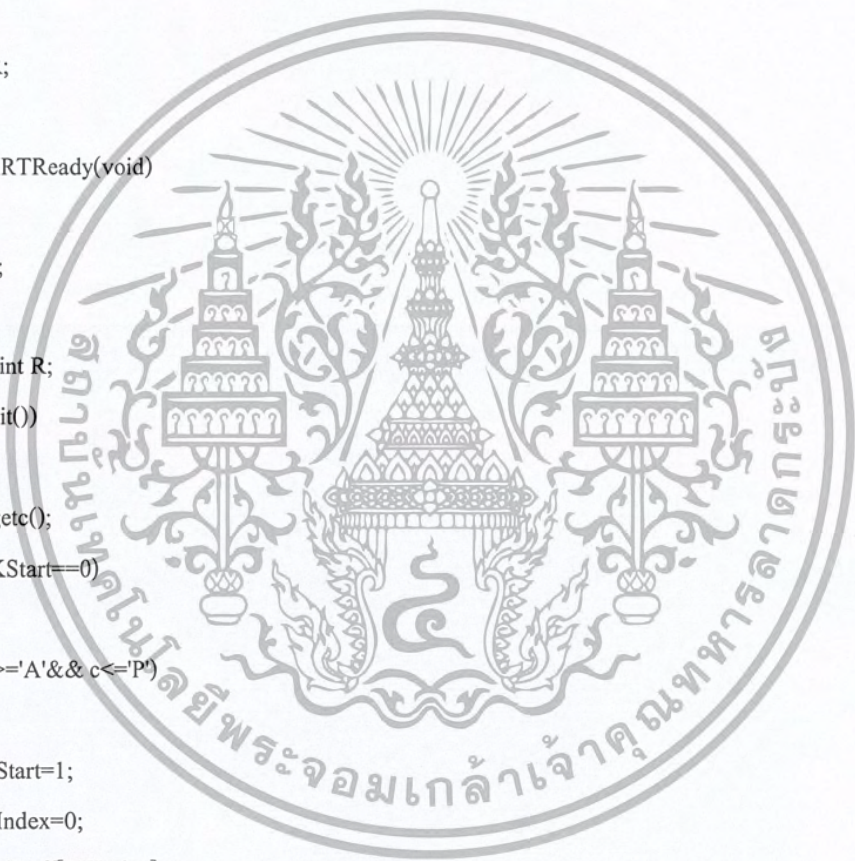 RTReady(void)
;
int R;
it())
etc();
KStart==0)
>='A'&& c<='P')
Start=1;
Index=0;
สถาบันเทคโนโลยีพระจอมเกล้าเจ้าคุณทหารลาดกระบัง